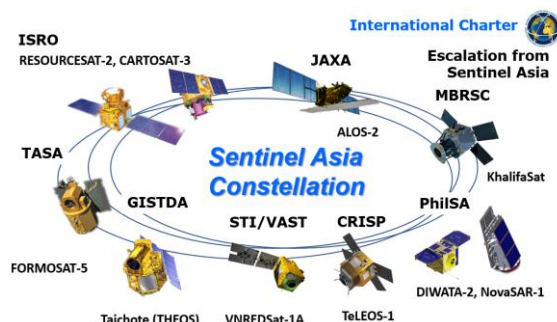 International Charter
ISRO
RESOURCESAT-2, CARTOSAT-3
JAXA
Escalation from
Sentinel Asia
MBRSC
ALOS-2
TASA
Sentinel Asia
Constellation
KhalifaSat
GISTDA
STI/VAST
CRISP
PhilSA
FORMOSAT-5
DIWATA-2, NovaSAR-1
Taichote (THEOS)
VNREDSat-1A
TeLEOS-1